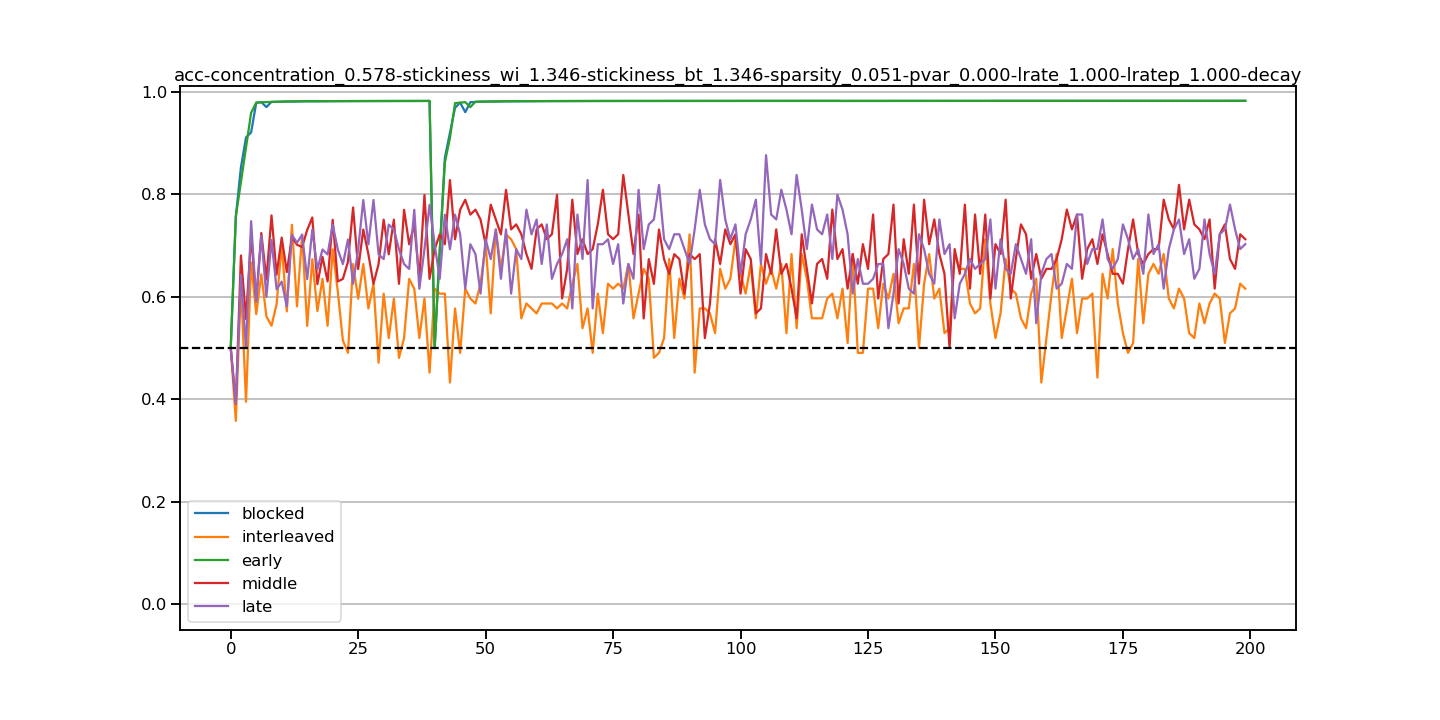 acc-concentration_0.578-stickiness_wi_1.346-stickiness_bt_1.346-sparsity_0.051-pvar_0.000-lrate_1.000-lratep_1.000-decay
1.0
0.8
0.6
0.4
0.2
0.0
blocked
interleaved
early
middle
late
0 25 50 75 100 125 150 175 200